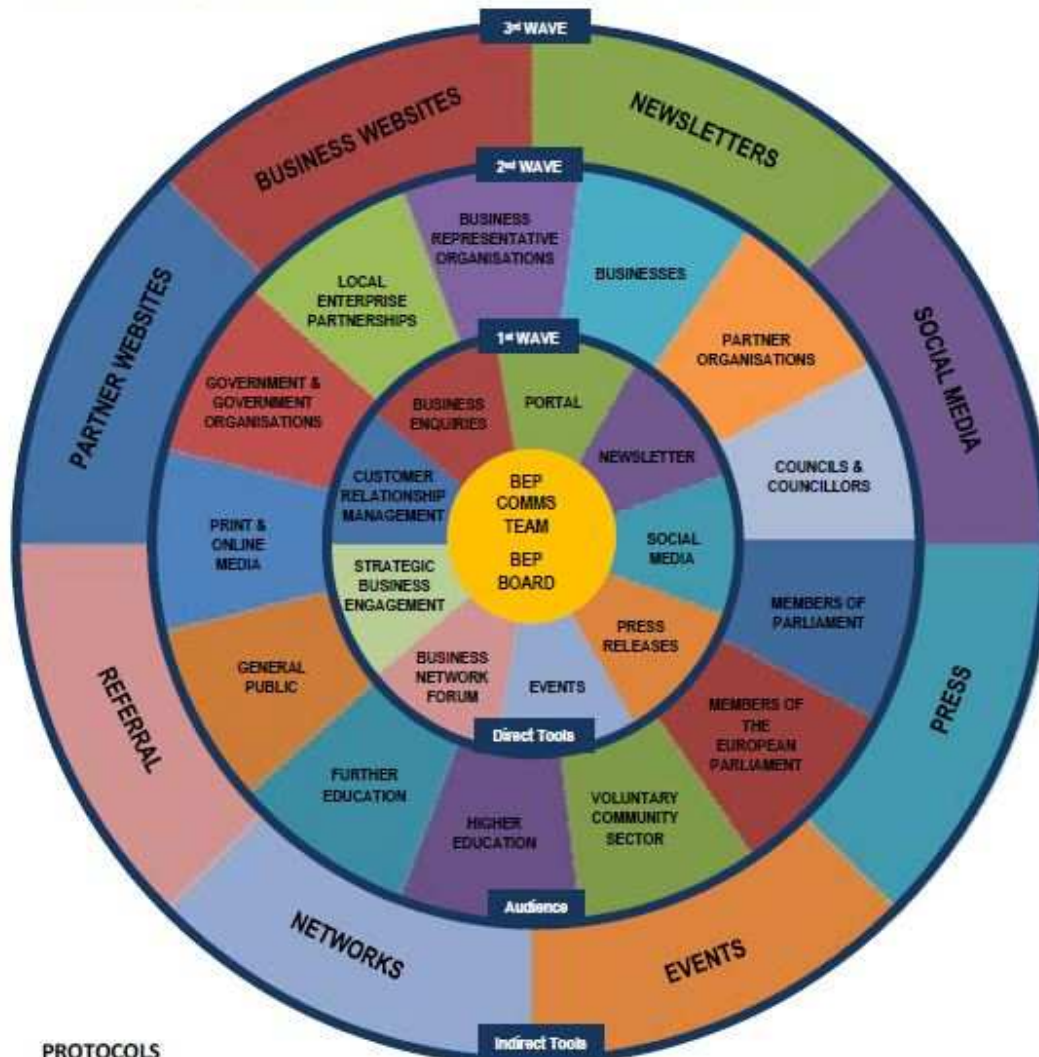 3rd WAVE
BUSINESS WEBSITES
NEWSLETTERS
SOCIAL MEDIA
PRESS
EVENTS
NETWORKS
REFERRAL
PARTNER WEBSITES
2nd WAVE
BUSINESS
REPRESENTATIVE
ORGANISATIONS
BUSINESSES
PARTNER
ORGANISATIONS
COUNCILS &
COUNCILLORS
MEMBERS OF
PARLIAMENT
MEMBERS OF
THE
EUROPEAN
PARLIAMENT
VOLUNTARY
COMMUNITY
SECTOR
HIGHER
EDUCATION
FURTHER
EDUCATION
GENERAL
PUBLIC
PRINT &
ONLINE
MEDIA
GOVERNMENT &
GOVERNMENT
ORGANISATIONS
LOCAL
ENTERPRISE
PARTNERSHIPS
1st WAVE
PORTAL
NEWSLETTER
SOCIAL
MEDIA
PRESS
RELEASES
EVENTS
BUSINESS
NETWORK
FORUM
STRATEGIC
BUSINESS
ENGAGEMENT
CUSTOMER
RELATIONSHIP
MANAGEMENT
BUSINESS
ENQUIRIES
BEP
COMMS
TEAM
BEP
BOARD
Direct Tools
Audience
Indirect Tools
PROTOCOLS